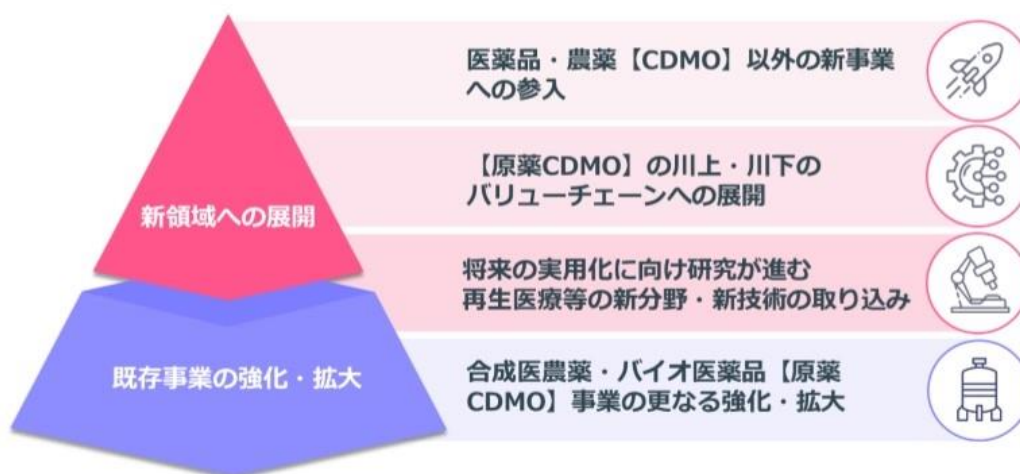 医薬品・農薬【CDMO】以外の新事業
への参入
【原薬CDMO】の川上・川下の
バリューチェーンへの展開
新領域への展開
将来の実用化に向け研究が進む
再生医療等の新分野・新技術の取り込み
既存事業の強化・拡大
合成医農薬・バイオ医薬品【原薬
CDMO】事業の更なる強化・拡大